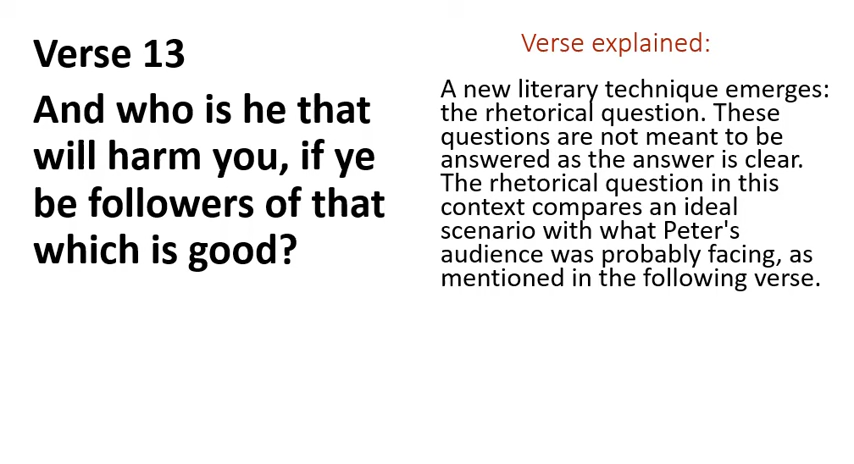 Verse 13
And who is he that
will harm you, if ye
be followers of that
which is good?
Verse explained:
A new literary technique emerges:
the rhetorical question. These
questions are not meant to be
answered as the answer is clear.
The rhetorical question in this
context compares an ideal
scenario with what Peter's
audience was probably facing, as
mentioned in the following verse.